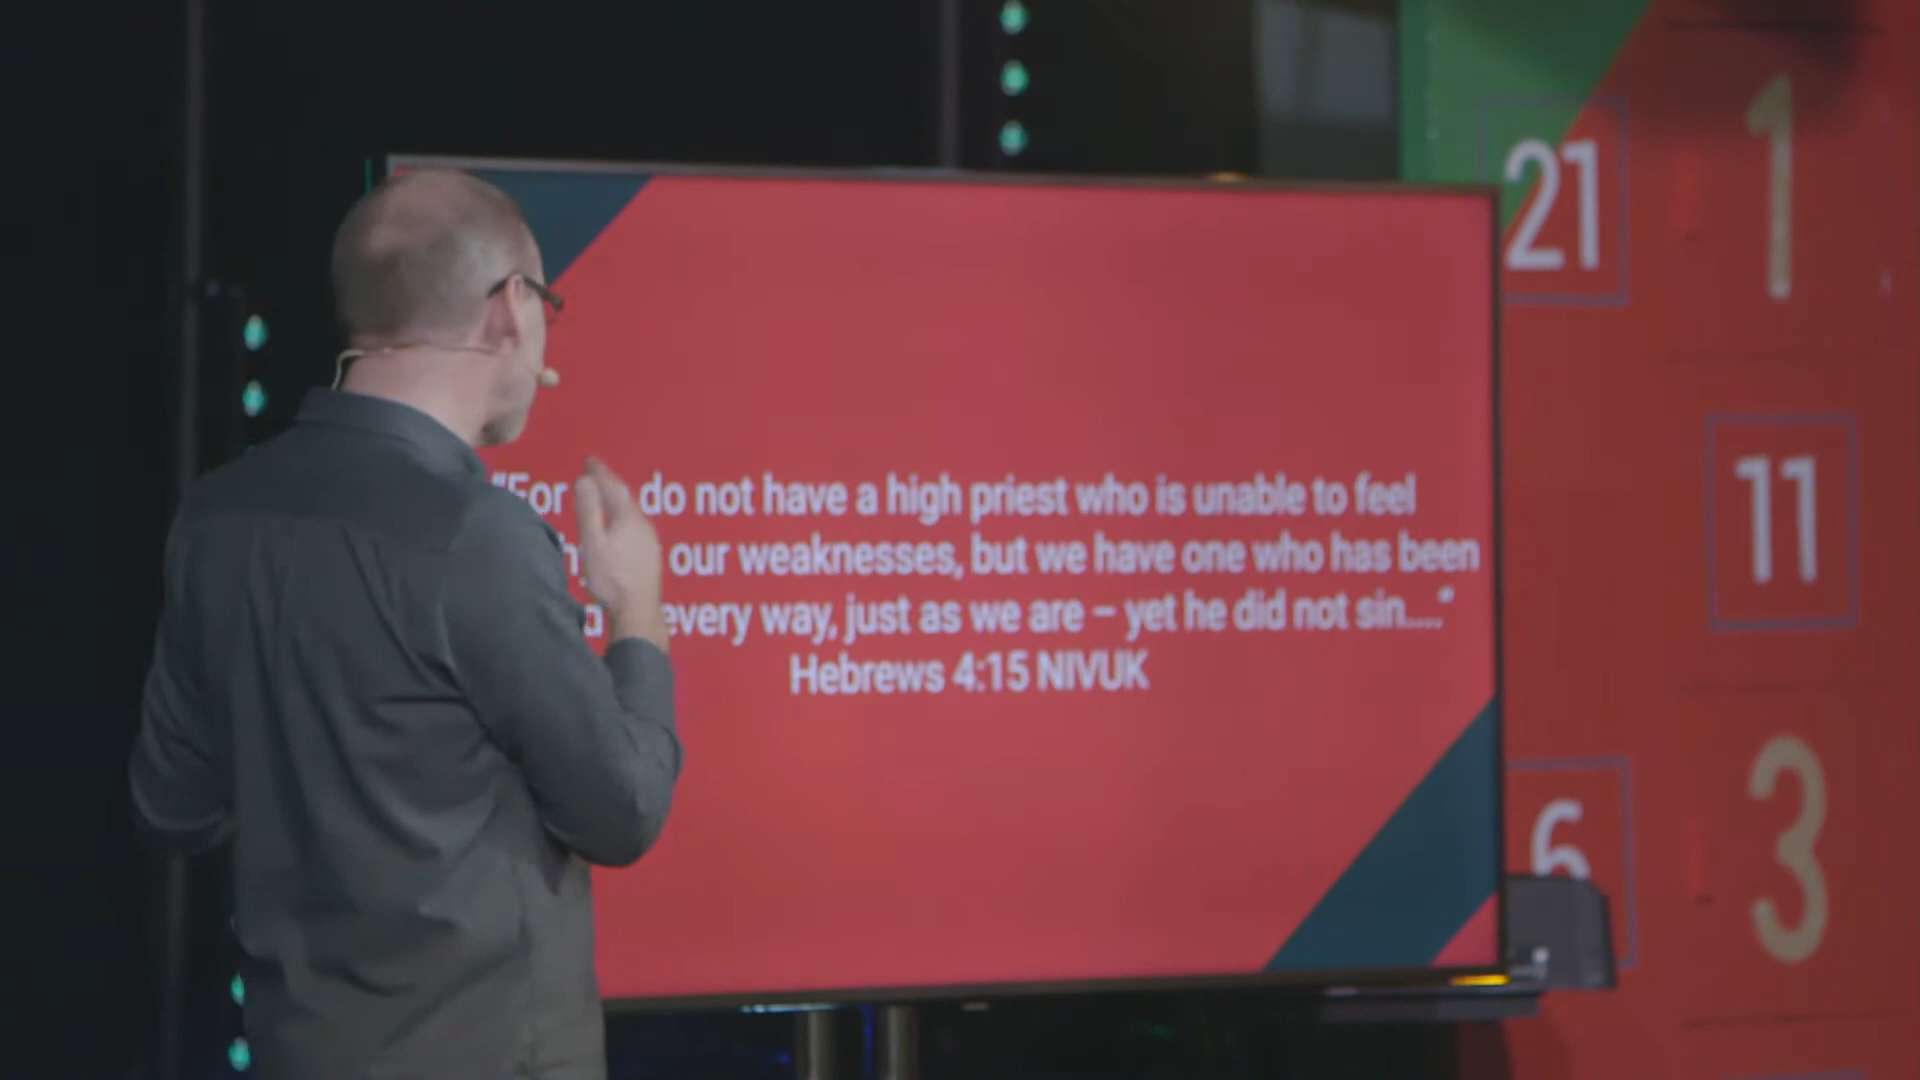 "For do not have a high priest who is unable to feel
our weaknesses, but we have one who has been
every way, just as we are – yet he did not sin...."
Hebrews 4:15 NIVUK
21
1
11
6
3